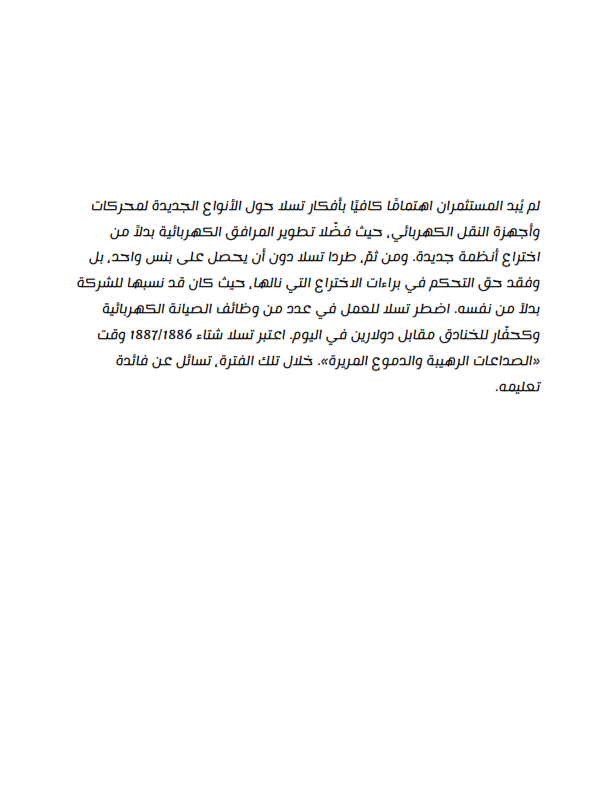 لم يُبد المستثمران اهتمامًا كافيًا بأفكار تسلا حول الأنواع الجديدة لمحركات
وأجهزة النقل الكهربائي، حيث فضّلا تطوير المرافق الكهربائية بدلاً من
اختراع أنظمة جديدة. ومن ثمّ، طردا تسلا دون أن يحصل على بنس واحد، بل
وفقد حق التحكم في براءات الاختراع التي نالها، حيث كان قد نسبها للشركة
بدلاً من نفسه. اضطر تسلا للعمل في عدد من وظائف الصيانة الكهربائية
وكحفّار للخنادق مقابل دولارين في اليوم. اعتبر تسلا شتاء 1887/1886 وقت
«الصداعات الرهيبة والدموع المريرة». خلال تلك الفترة، تسائل عن فائدة
تعليمه.